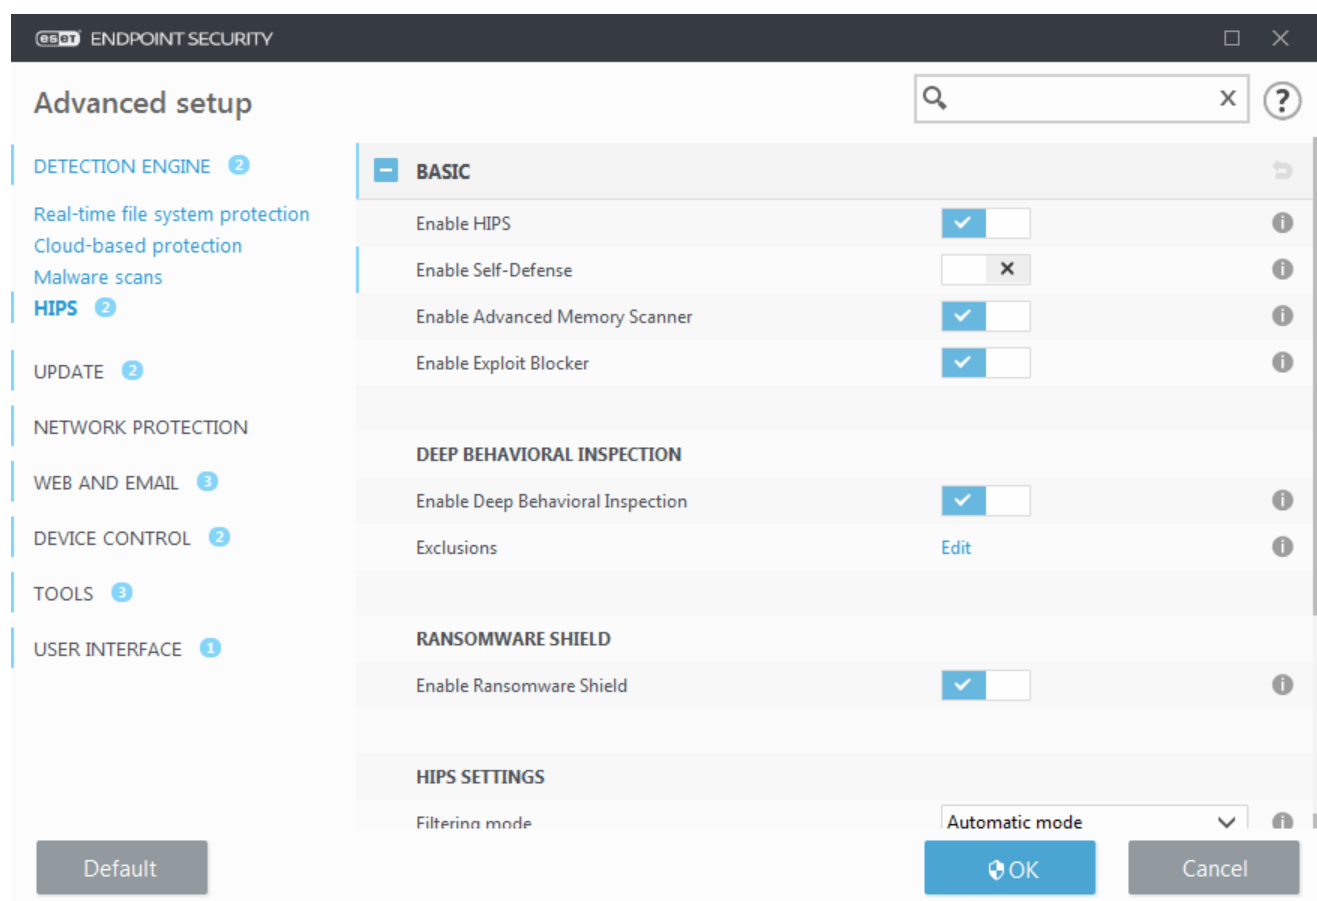 eset ENDPOINT SECURITY
Advanced setup
X
?
DETECTION ENGINE 2
Real-time file system protection
Cloud-based protection
Malware scans
HIPS 2
UPDATE 2
NETWORK PROTECTION
WEB AND EMAIL 3
DEVICE CONTROL 2
TOOLS 3
USER INTERFACE 1
BASIC
Enable HIPS
Enable Self-Defense
Enable Advanced Memory Scanner
Enable Exploit Blocker
DEEP BEHAVIORAL INSPECTION
Enable Deep Behavioral Inspection
Exclusions Edit
RANSOMWARE SHIELD
Enable Ransomware Shield
HIPS SETTINGS
Filtering mode Automatic mode
Default
OK
Cancel